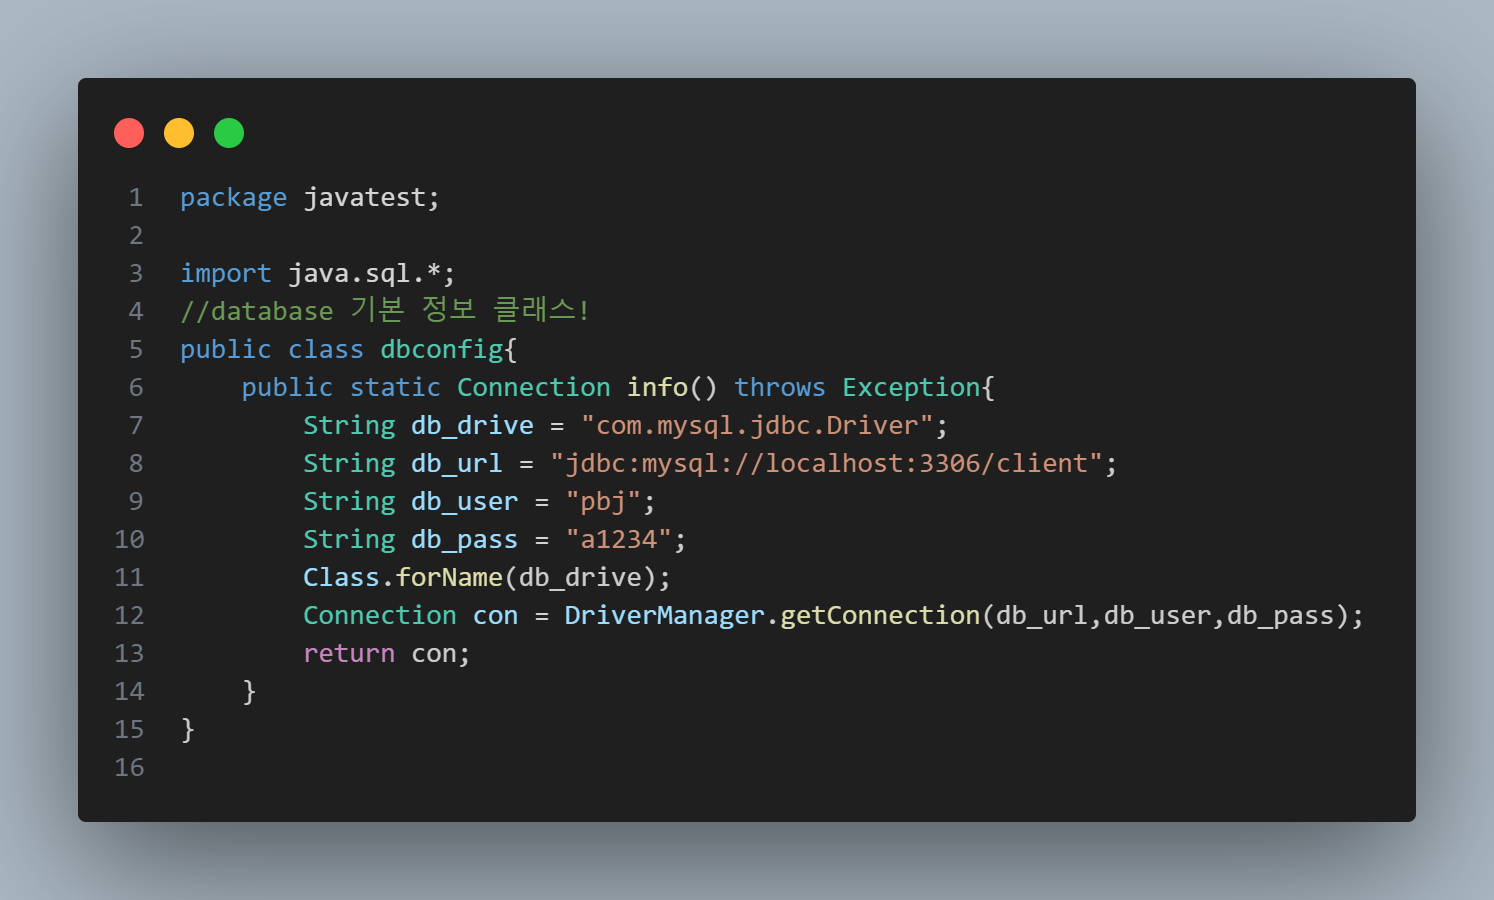 1 package javatest;
2
3 import java.sql.*;
4 //database 기본 정보 클래스!
5 public class dbconfig{
6     public static Connection info() throws Exception{
7         String db_drive = "com.mysql.jdbc.Driver";
8         String db_url = "jdbc:mysql://localhost:3306/client";
9         String db_user = "pbj";
10         String db_pass = "a1234";
11         Class.forName(db_drive);
12         Connection con = DriverManager.getConnection(db_url,db_user,db_pass);
13         return con;
14     }
15 }
16